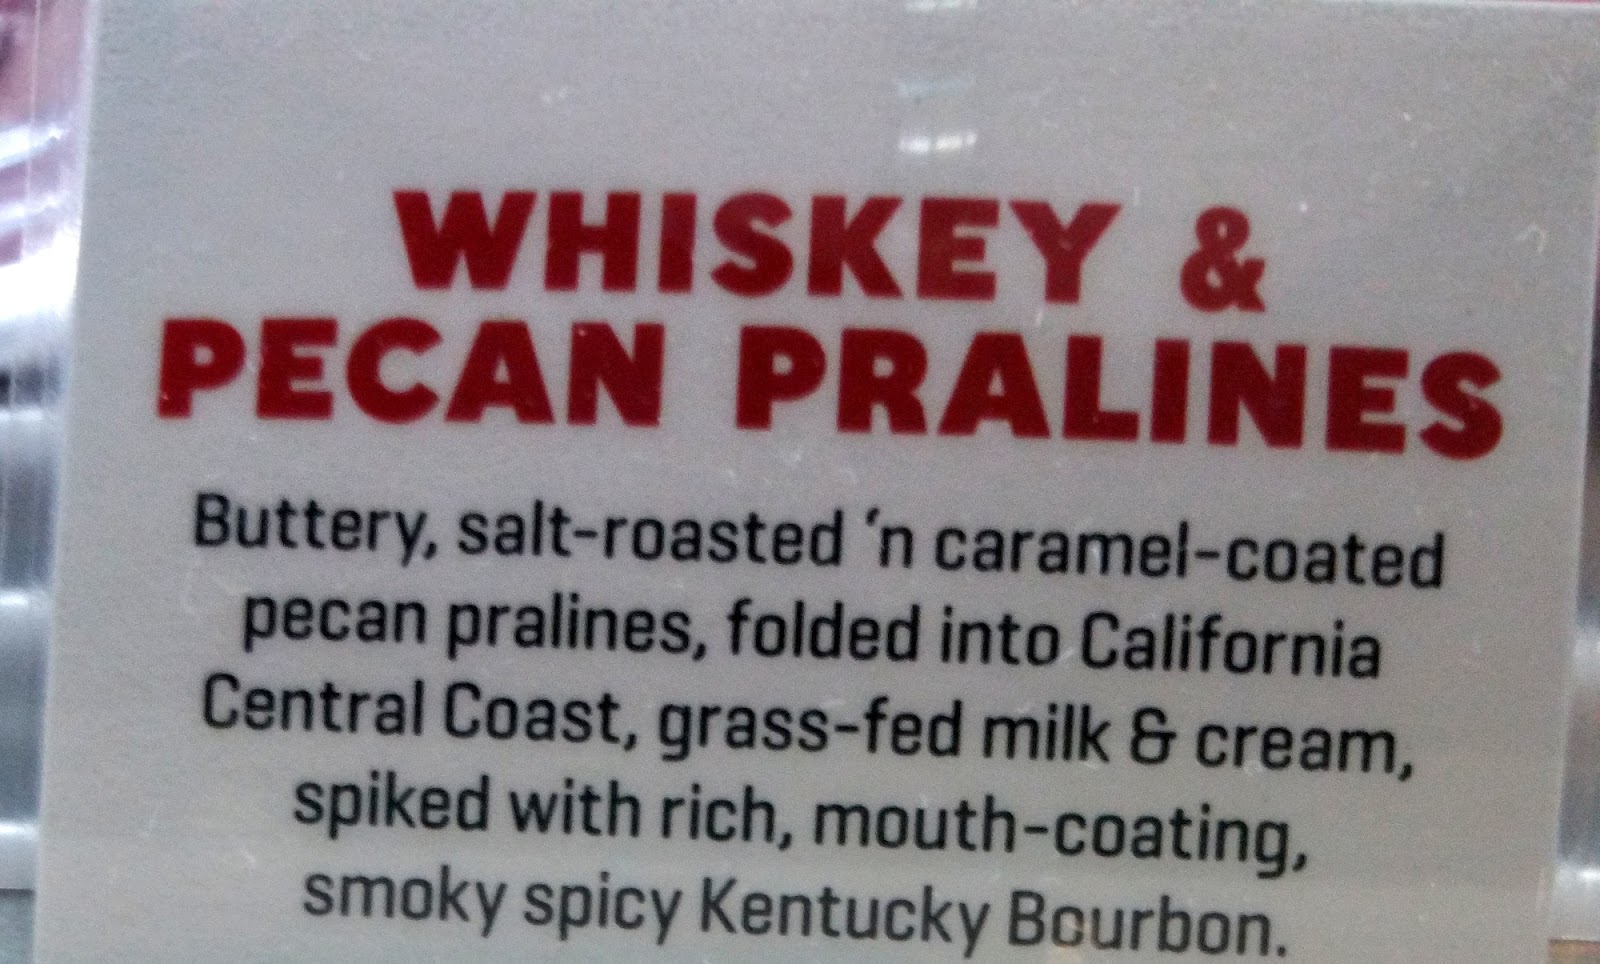 WHISKEY &
PECAN PRALINES
Buttery, salt-roasted ‘n caramel-coated
pecan pralines, folded into California
Central Coast, grass-fed milk & cream,
spiked with rich, mouth-coating,
smoky spicy Kentucky Bourbon.